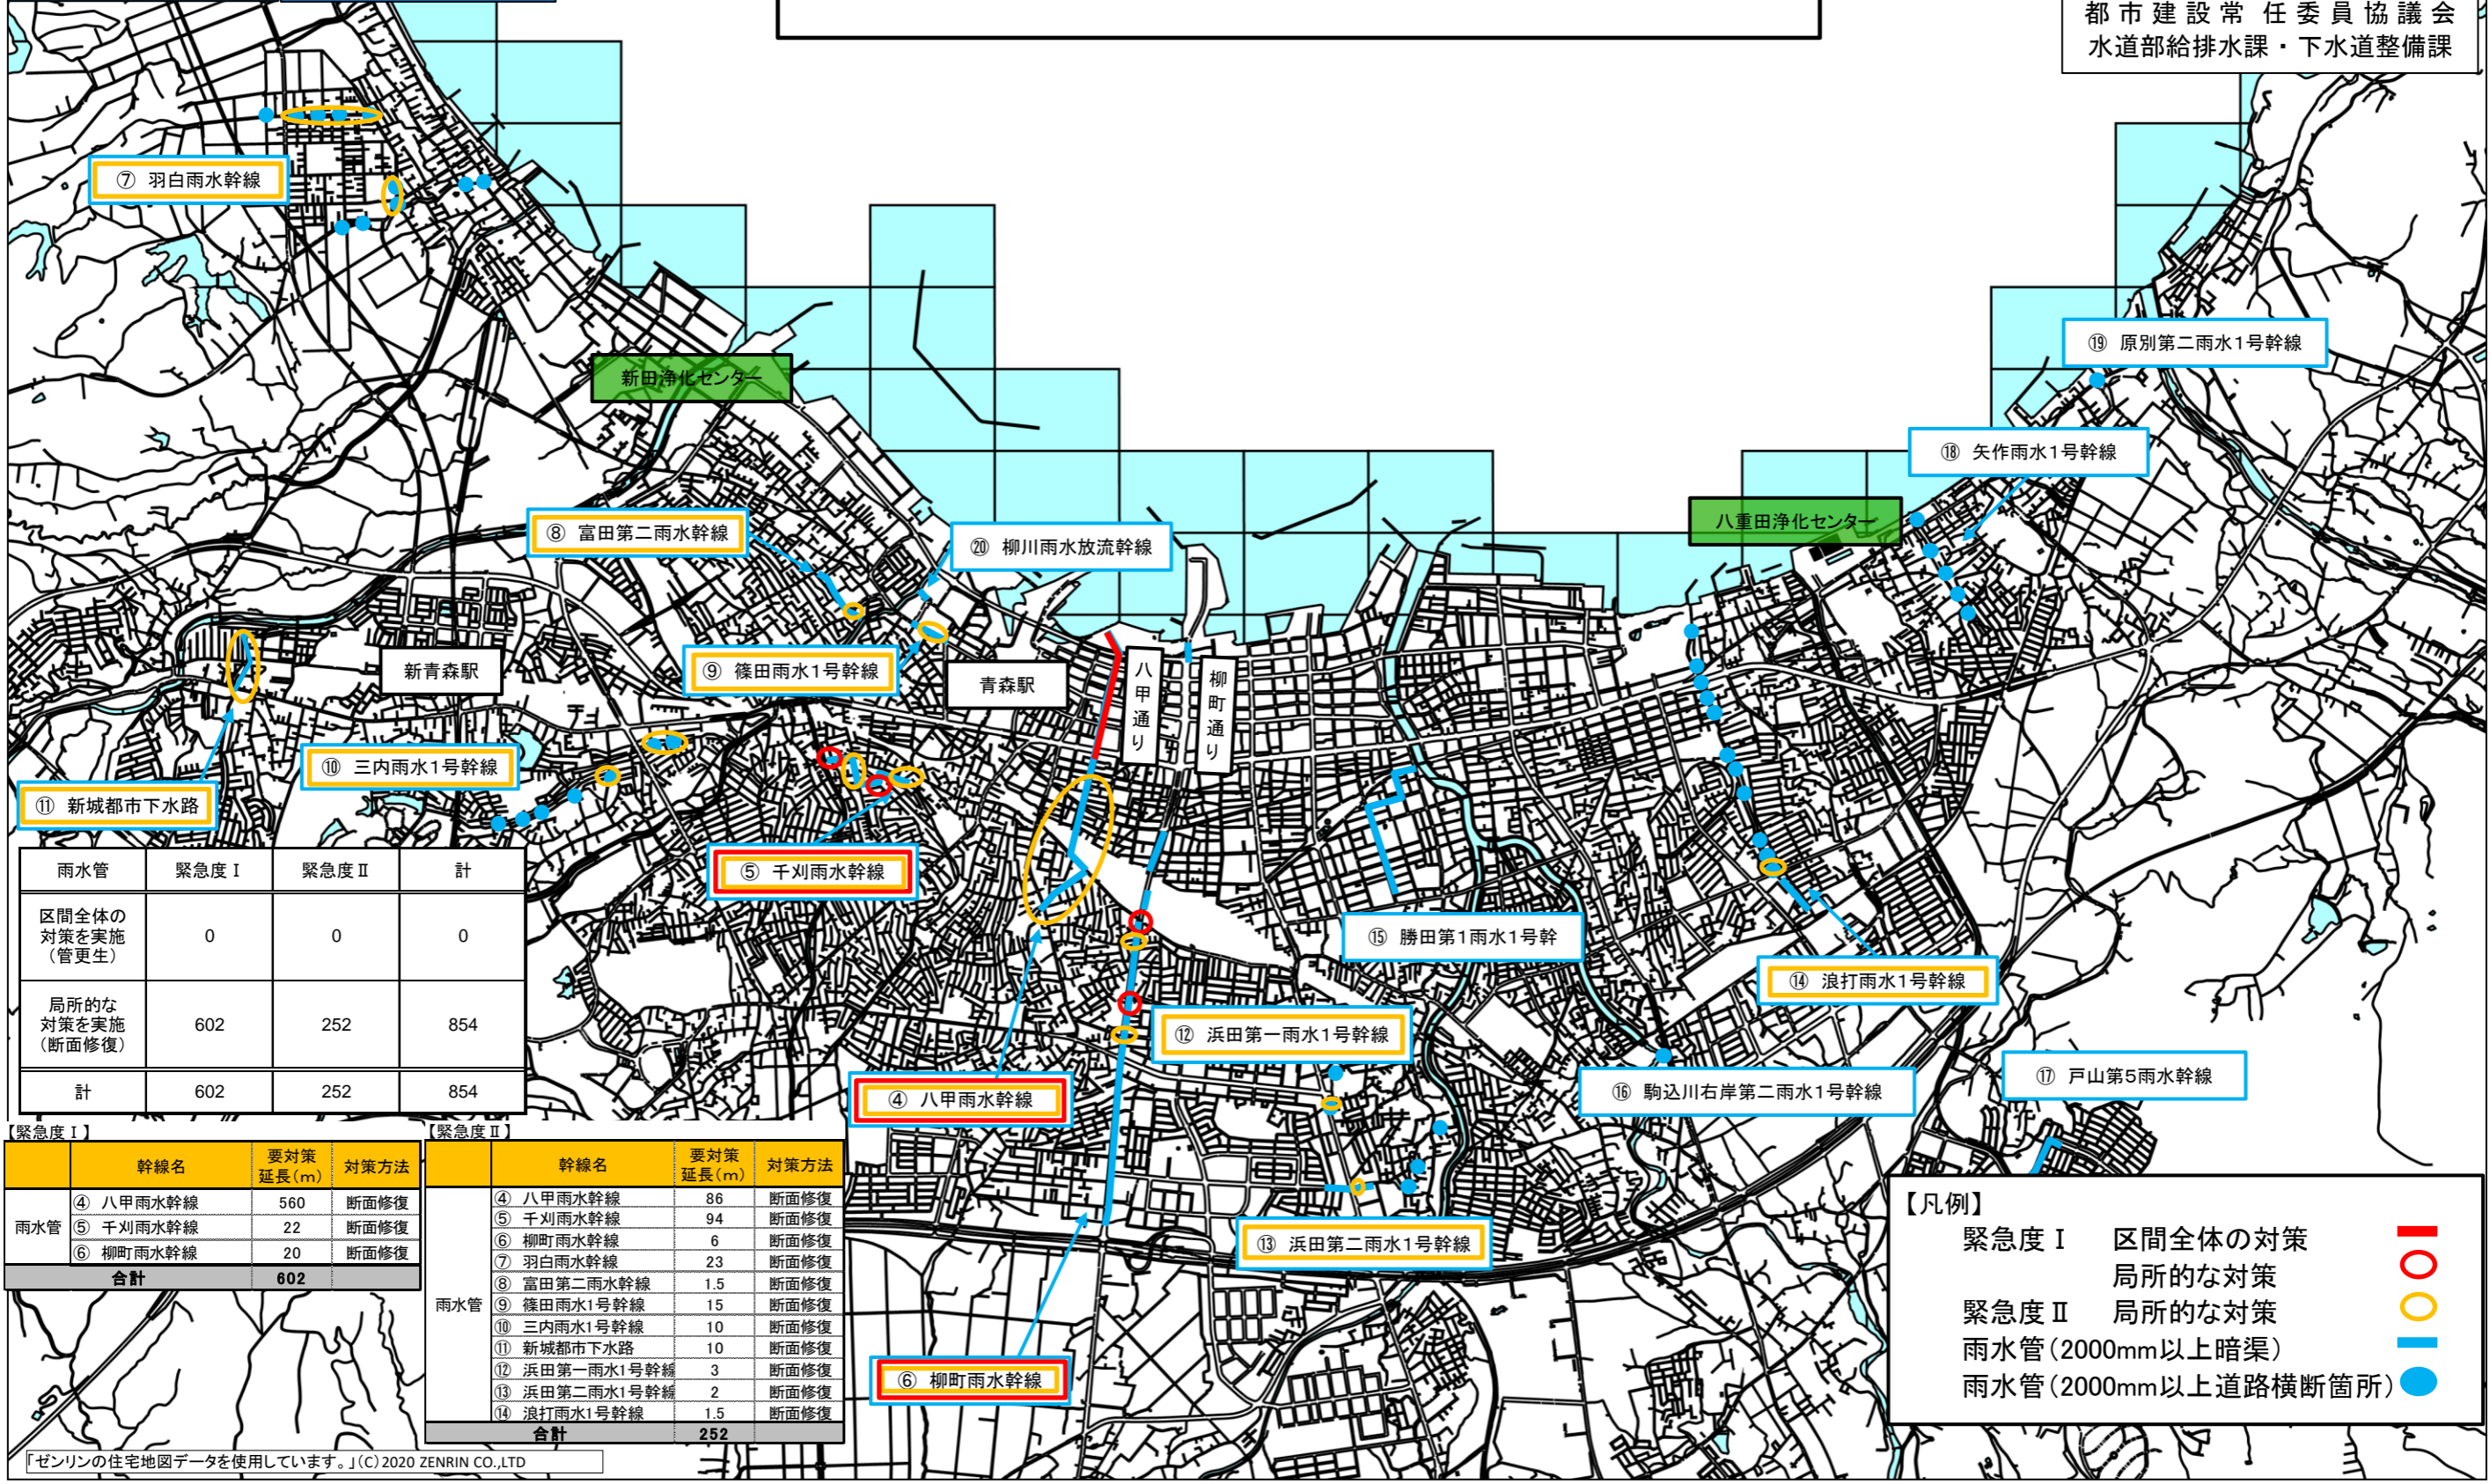 都市建設常任委員協議会
水道部給排水課・下水道整備課
⑦ 羽白雨水幹線
⑲ 原別第二雨水1号幹線
新田浄化センター
⑱ 矢作雨水1号幹線
八重田浄化センター
⑧ 富田第二雨水幹線
⑳ 柳川雨水放流幹線
新青森駅
⑨ 篠田雨水1号幹線
青森駅
八甲通り
柳町通り
⑩ 三内雨水1号幹線
⑪ 新城都市下水路
⑤ 千刈雨水幹線
⑮ 勝田第1雨水1号幹
⑭ 浪打雨水1号幹線
⑫ 浜田第一雨水1号幹線
④ 八甲雨水幹線
⑯ 駒込川右岸第二雨水1号幹線
⑰ 戸山第5雨水幹線
⑬ 浜田第二雨水1号幹線
⑥ 柳町雨水幹線
雨水管 緊急度Ⅰ 緊急度Ⅱ 計
区間全体の
対策を実施
(管更生)
0 0 0
局所的な
対策を実施
(断面修復)
602 252 854
計 602 252 854
【緊急度Ⅰ】
幹線名 要対策延長(m) 対策方法
雨水管
④ 八甲雨水幹線 560 断面修復
⑤ 千刈雨水幹線 22 断面修復
⑥ 柳町雨水幹線 20 断面修復
合計 602
【緊急度Ⅱ】
幹線名 要対策延長(m) 対策方法
雨水管
④ 八甲雨水幹線 86 断面修復
⑤ 千刈雨水幹線 94 断面修復
⑥ 柳町雨水幹線 6 断面修復
⑦ 羽白雨水幹線 23 断面修復
⑧ 富田第二雨水幹線 1.5 断面修復
⑨ 篠田雨水1号幹線 15 断面修復
⑩ 三内雨水1号幹線 10 断面修復
⑪ 新城都市下水路 10 断面修復
⑫ 浜田第一雨水1号幹線 3 断面修復
⑬ 浜田第二雨水1号幹線 2 断面修復
⑭ 浪打雨水1号幹線 1.5 断面修復
合計 252
【凡例】
緊急度Ⅰ 区間全体の対策
局所的な対策
緊急度Ⅱ 局所的な対策
雨水管(2000mm以上暗渠)
雨水管(2000mm以上道路横断箇所)
「ゼンリンの住宅地図データを使用しています。」(C)2020 ZENRIN CO.,LTD